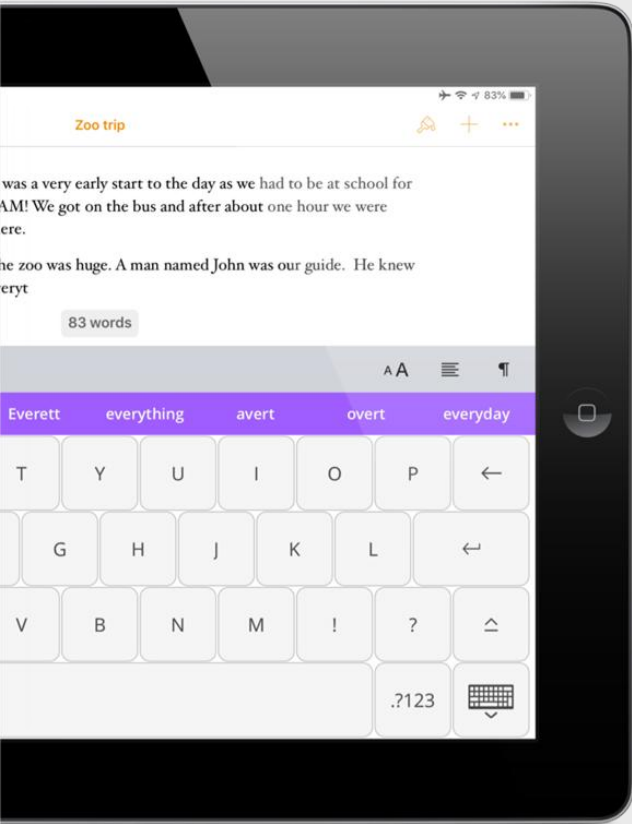 83%
Zoo trip
was a very early start to the day as we had to be at school for
AM! We got on the bus and after about one hour we were
ere.
he zoo was huge. A man named John was our guide.  He knew
eryt
83 words
AA
Everett everything avert overt everyday
T Y U I O P
G H J K L
V B N M ! ?
.?123